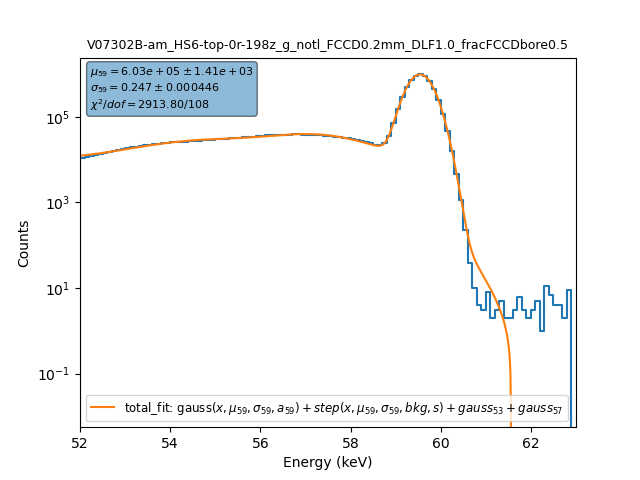 V07302B-am_HS6-top-0r-198z_g_notl_FCCD0.2mm_DLF1.0_fracFCCDbore0.5
μ₅₉ = 6.03e + 05 ± 1.41e + 03
σ₅₉ = 0.247 ± 0.000446
χ²/dof = 2913.80/108
Counts
10⁵
10³
10¹
10⁻¹
total_fit: gauss(x, μ₅₉, σ₅₉, a₅₉) + step(x, μ₅₉, σ₅₉, bkg, s) + gauss₅₃ + gauss₅₇
52 54 56 58 60 62
Energy (keV)